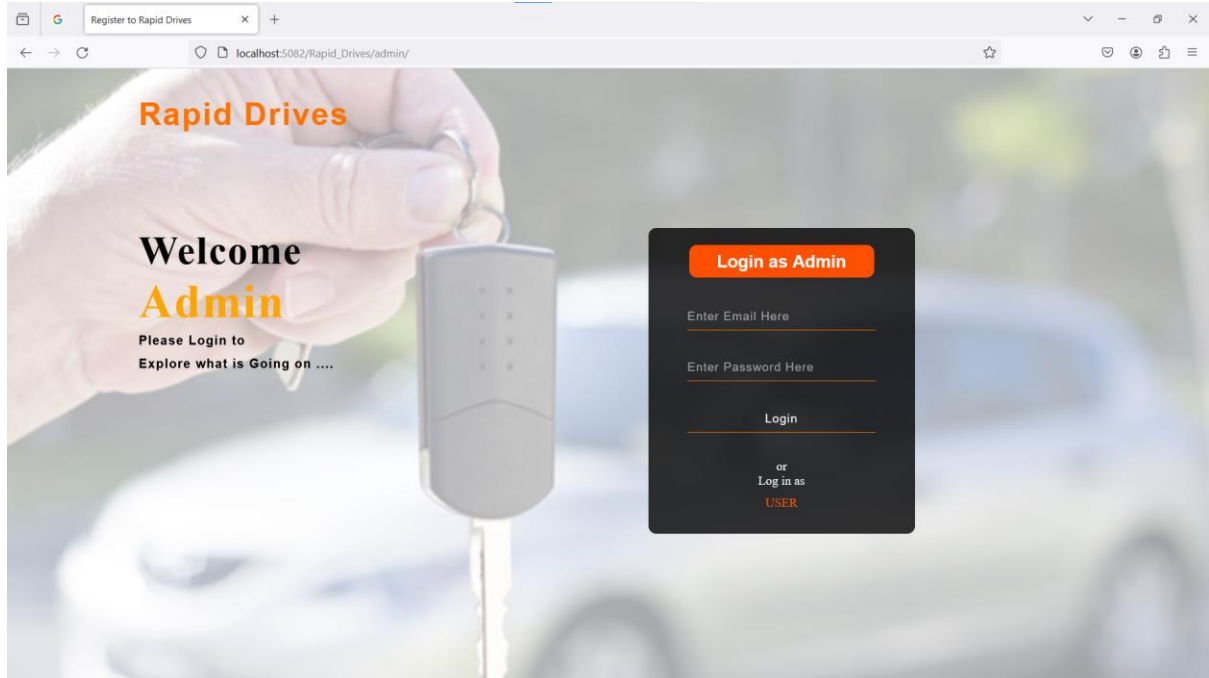 Register to Rapid Drives
localhost:5082/Rapid_Drives/admin/
Rapid Drives
Welcome
Admin
Please Login to
Explore what is Going on ....
Login as Admin
Enter Email Here
Enter Password Here
Login
or
Log in as
USER